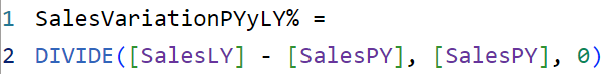 1 SalesVariationPYyLY% =
2 DIVIDE([SalesLY] - [SalesPY], [SalesPY], 0)